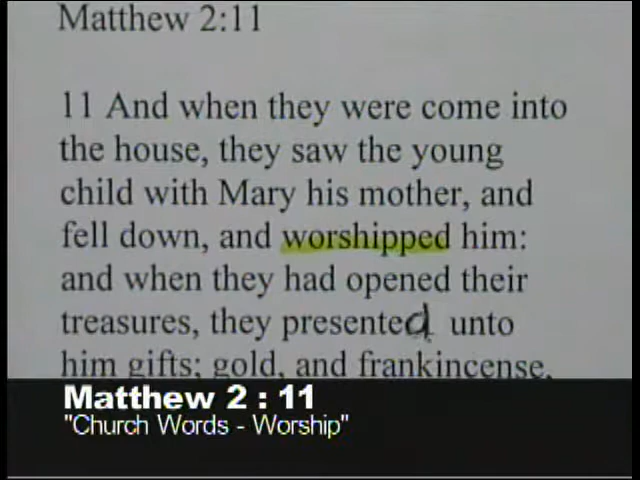 Matthew 2:11
11 And when they were come into
the house, they saw the young
child with Mary his mother, and
fell down, and worshipped him:
and when they had opened their
treasures, they presented unto
him gifts; gold, and frankincense,
Matthew 2 : 11
"Church Words - Worship"